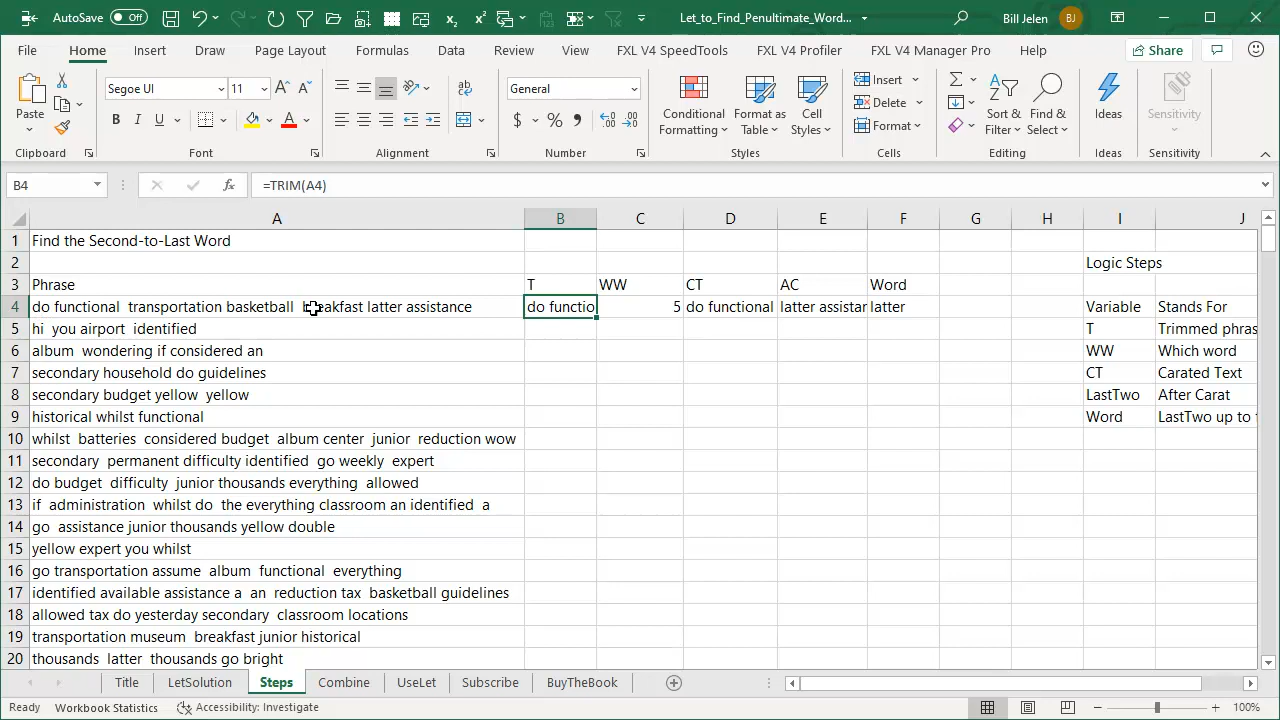 AutoSave Off Let_to_Find_Penultimate_Word... Bill Jelen BJ
File Home Insert Draw Page Layout Formulas Data Review View FXL V4 SpeedTools FXL V4 Profiler FXL V4 Manager Pro Help Share
Paste
Clipboard
Segoe UI 11
B I U
Font
Alignment
General
$ % 9
Number
Conditional Formatting
Format as Table
Cell Styles
Styles
Insert
Delete
Format
Cells
Sort & Filter
Find & Select
Editing
Ideas
Ideas
Sensitivity
Sensitivity
B4 fx =TRIM(A4)
A B C D E F G H I J
1 Find the Second-to-Last Word
2 Logic Steps
3 Phrase T WW CT AC Word
4 do functional  transportation basketball  breakfast latter assistance do functio 5 do functional latter assistar latter Variable Stands For
5 hi  you airport  identified T Trimmed phras
6 album  wondering if considered an WW Which word
7 secondary household do guidelines CT Carated Text
8 secondary budget yellow  yellow LastTwo After Carat
9 historical whilst functional Word LastTwo up to
10 whilst  batteries  considered budget  album center  junior  reduction wow
11 secondary  permanent difficulty identified  go weekly  expert
12 do budget  difficulty  junior thousands everything  allowed
13 if  administration  whilst do  the everything classroom an identified  a
14 go  assistance junior thousands yellow double
15 yellow expert you whilst
16 go transportation assume  album  functional  everything
17 identified available assistance a  an  reduction tax  basketball guidelines
18 allowed tax do yesterday secondary  classroom locations
19 transportation museum  breakfast junior historical
20 thousands  latter  thousands go bright
Title LetSolution Steps Combine UseLet Subscribe BuyTheBook
Ready Workbook Statistics Accessibility: Investigate 100%